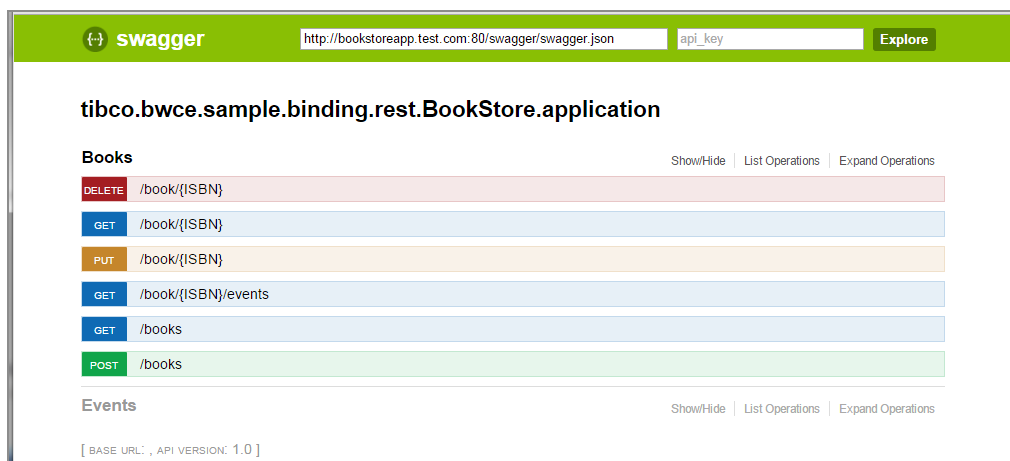 {···} swagger http://bookstoreapp.test.com:80/swagger/swagger.json api_key Explore
tibco.bwce.sample.binding.rest.BookStore.application
Books Show/Hide List Operations Expand Operations
DELETE /book/{ISBN}
GET /book/{ISBN}
PUT /book/{ISBN}
GET /book/{ISBN}/events
GET /books
POST /books
Events Show/Hide List Operations Expand Operations
[ BASE URL: , API VERSION: 1.0 ]